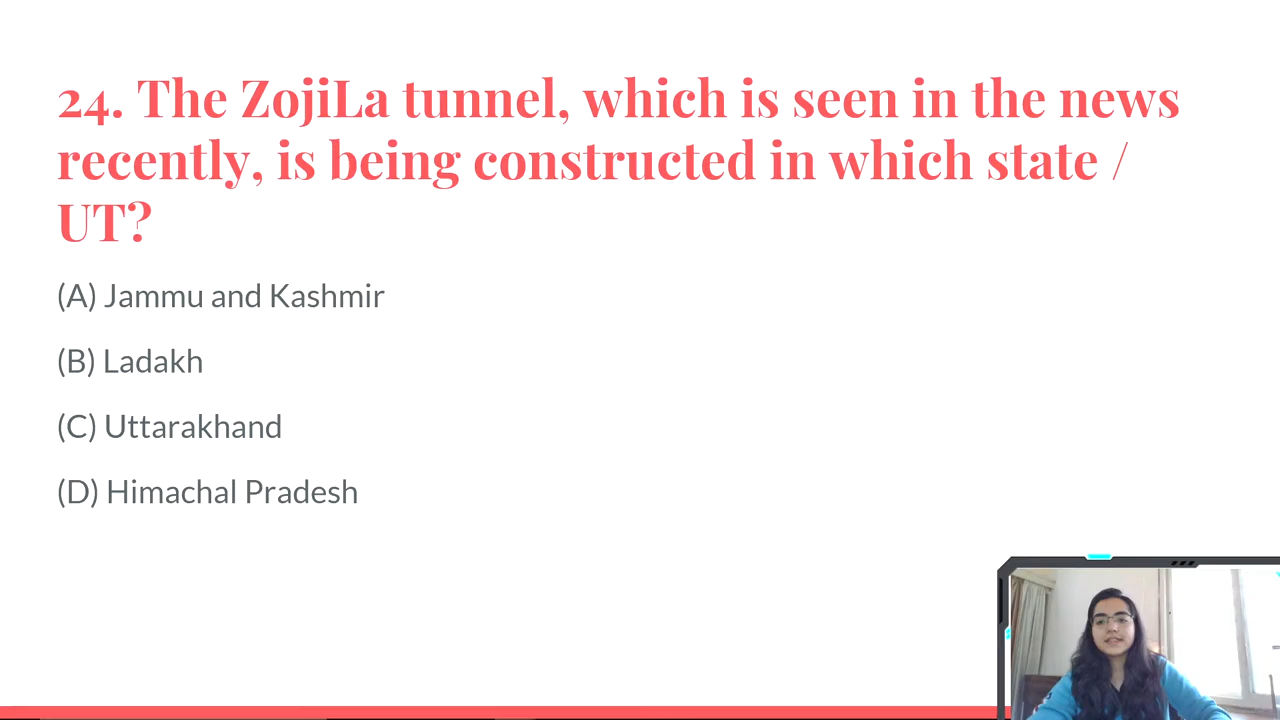 24. The ZojiLa tunnel, which is seen in the news
recently, is being constructed in which state /
UT?
(A) Jammu and Kashmir
(B) Ladakh
(C) Uttarakhand
(D) Himachal Pradesh